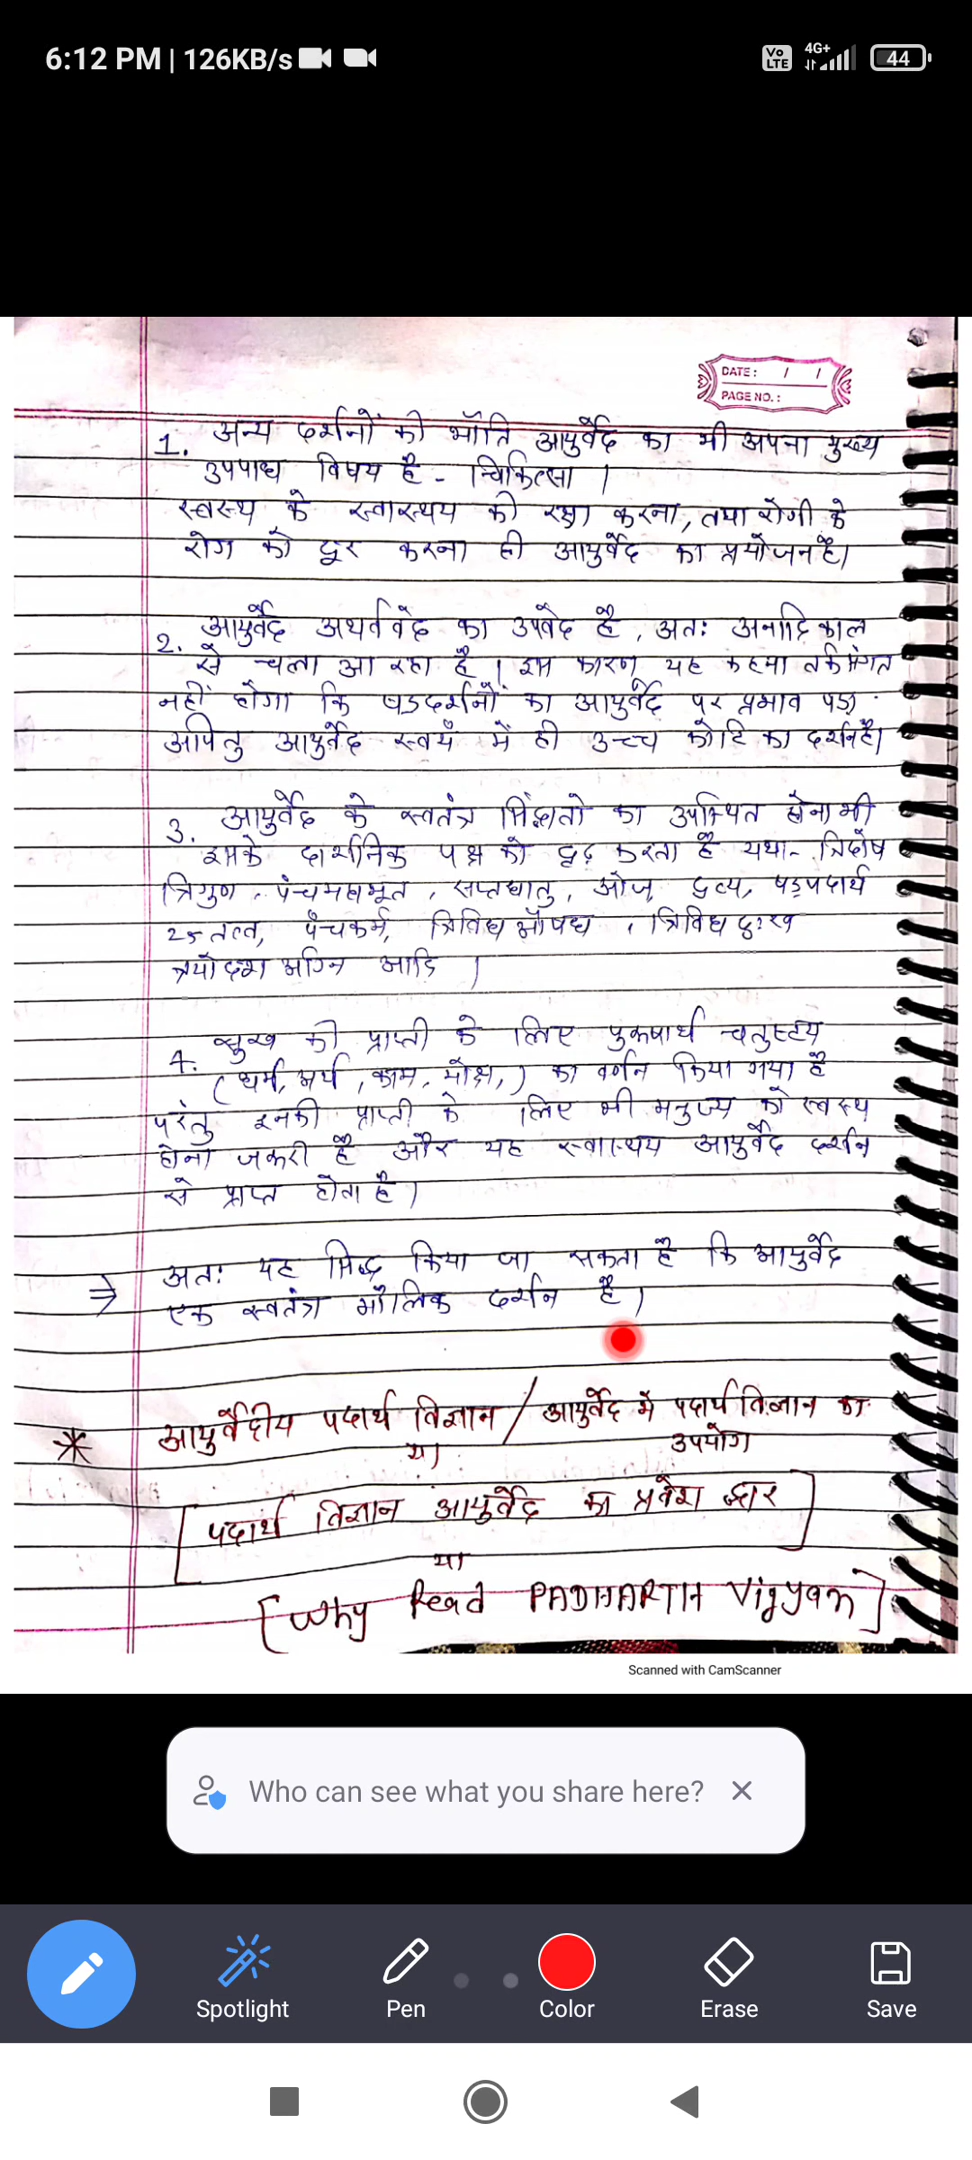 6:12 PM | 126KB/s
Vo LTE 4G+ 44
DATE: / /
PAGE NO.:
1. अन्य दर्शनों की भाँति आयुर्वेद का भी अपना मुख्य
उपपाद्य विषय है - चिकित्सा ।
स्वस्थ के स्वास्थय की रक्षा करना, तथा रोगी के
रोग को दूर करना ही आयुर्वेद का प्रयोजन है।
2. आयुर्वेद अथर्ववेद का उपवेद है, अतः अनादि काल
से चला आ रहा है । इस कारण यह कहना तर्कसंगत
नहीं होगा कि षडदर्शनों का आयुर्वेद पर प्रभाव पड़ा
अपितु आयुर्वेद स्वयं में ही उच्च कोटि का दर्शन है।
3. आयुर्वेद के स्वतंत्र सिद्धांतो का उपस्थित होना भी
इसके दार्शनिक पक्ष को दृढ़ करता है यथा- त्रिदोष
त्रिगुण, पंचमहाभूत, सप्तधातु, ओज, द्रव्य, षड्पदार्थ
25 तत्व, पंचकर्म, त्रिविध औषध, त्रिविध दुःख
त्रयोदश अग्नि आदि ।
4. सुख की प्राप्ती के लिए पुरुषार्थ चतुष्टय
(धर्म, अर्थ, काम, मोक्ष,) का वर्णन किया गया है
परंतु इनकी प्राप्ती के लिए भी मनुष्य को स्वस्थ
होना जरूरी है और यह स्वास्थय आयुर्वेद दर्शन
से प्राप्त होता है।
⇒ अतः यह सिद्ध किया जा सकता है कि आयुर्वेद
एक स्वतंत्र मौलिक दर्शन है।
* आयुर्वेदीय पदार्थ विज्ञान / आयुर्वेद में पदार्थ विज्ञान का
या उपयोग
[पदार्थ विज्ञान आयुर्वेद का प्रवेश द्वार]
या
[Why Read PADHARTH Vigyan]
Scanned with CamScanner
Who can see what you share here? ×
Spotlight Pen Color Erase Save